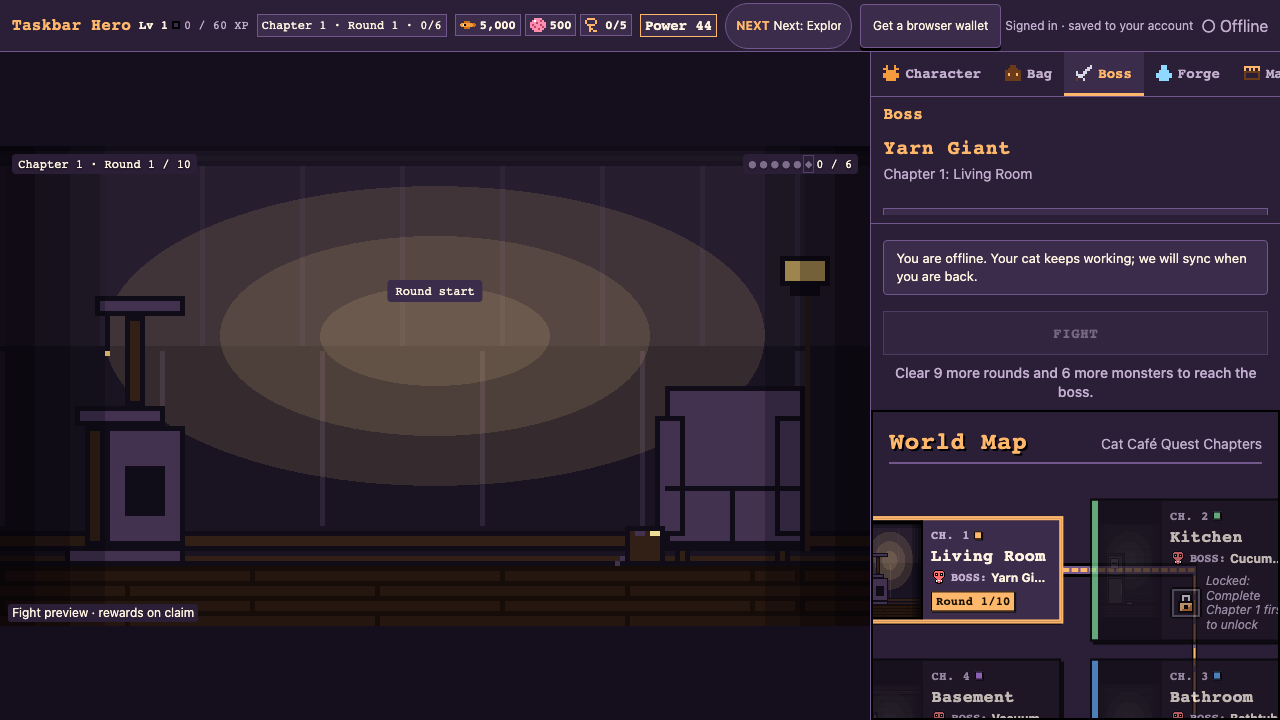 Taskbar Hero Lv 1 0 / 60 XP Chapter 1 · Round 1 · 0/6 5,000 500 0/5 Power 44 NEXT Next: Explor Get a browser wallet Signed in · saved to your account Offline
Character Bag Boss Forge Ma
Chapter 1 · Round 1 / 10
0 / 6
Round start
Fight preview · rewards on claim
Boss
Yarn Giant
Chapter 1: Living Room
You are offline. Your cat keeps working; we will sync when
you are back.
FIGHT
Clear 9 more rounds and 6 more monsters to reach the
boss.
World Map Cat Café Quest Chapters
CH. 1
Living Room
BOSS: Yarn Gi…
Round 1/10
CH. 2
Kitchen
BOSS: Cucum…
Locked:
Complete
Chapter 1 firs
to unlock
CH. 4
Basement
BOSS: Vacuum
CH. 3
Bathroom
BOSS: Bathtub